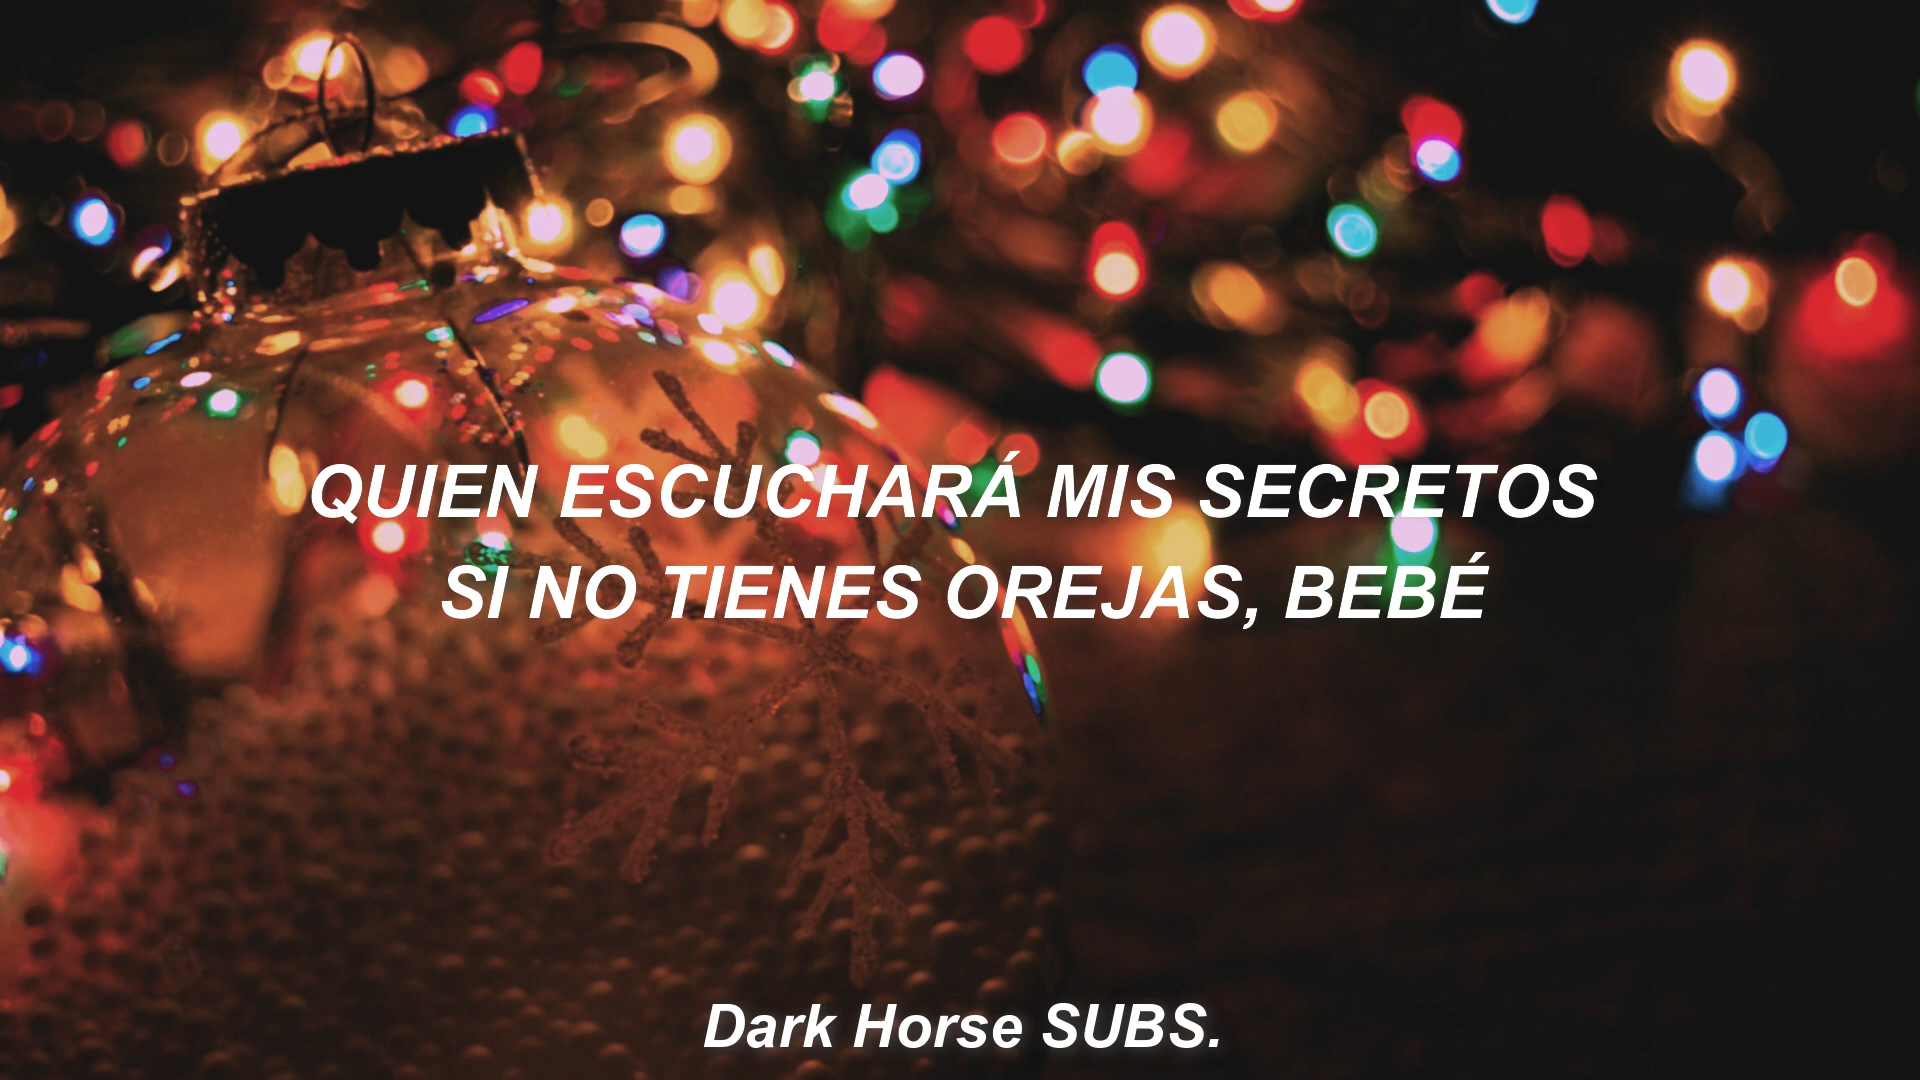 QUIEN ESCUCHARÁ MIS SECRETOS
SI NO TIENES OREJAS, BEBÉ
Dark Horse SUBS.